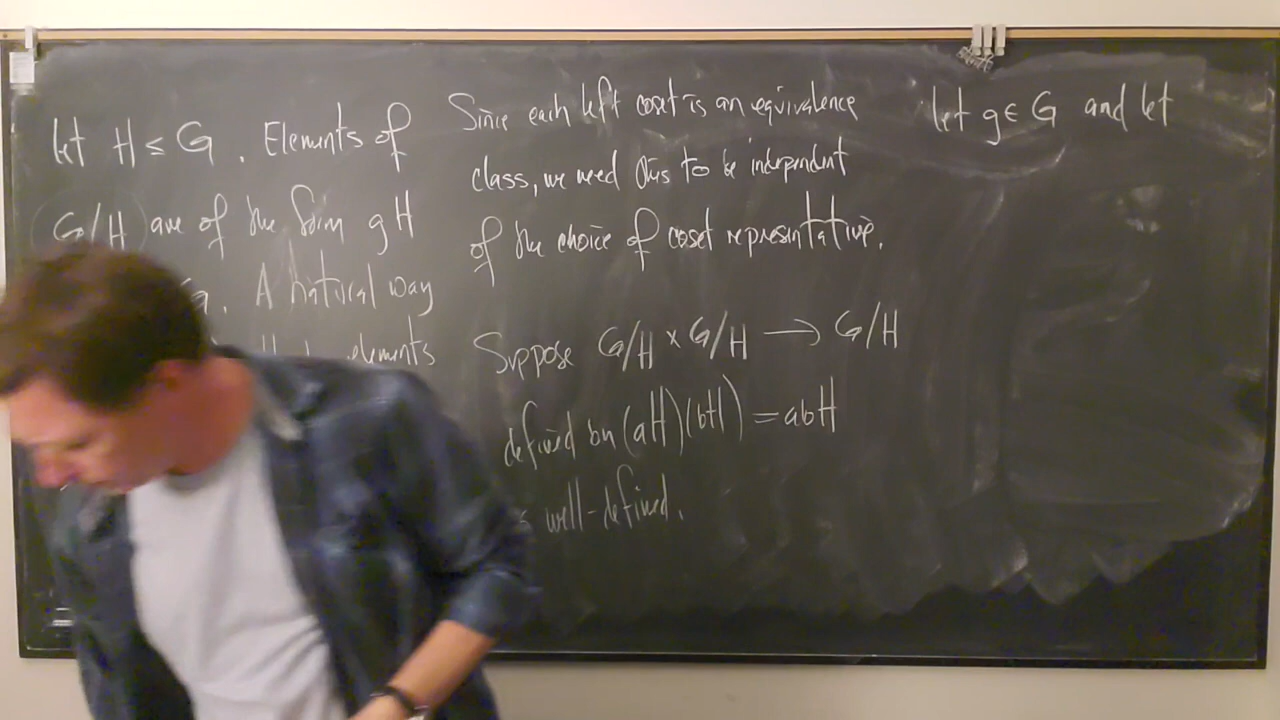 let H ≤ G. Elements of
G/H are of the form gH
A natural way
elements
Since each left coset is an equivalence
class, we need this to be independent
of the choice of coset representative.
Suppose G/H × G/H → G/H
defined by (aH)(bH) = abH
well-defined.
let g ∈ G and let